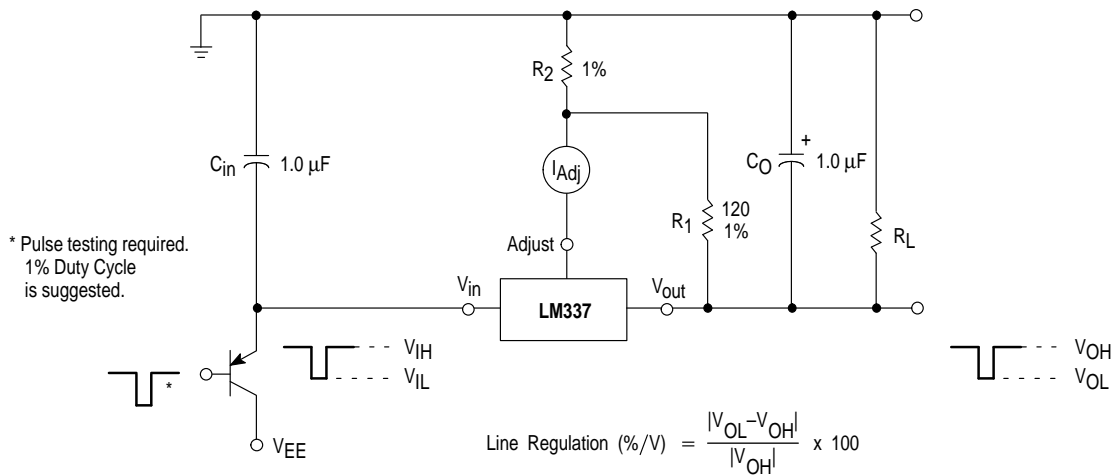 R2
1%
Cin
1.0 μF
IAdj
CO
+
1.0 μF
R1
120
1%
RL
* Pulse testing required.
1% Duty Cycle
is suggested.
Adjust
Vin
LM337
Vout
VIH
VIL
*
VEE
VOH
VOL
Line Regulation (%/V) = |VOL–VOH| / |VOH| x 100